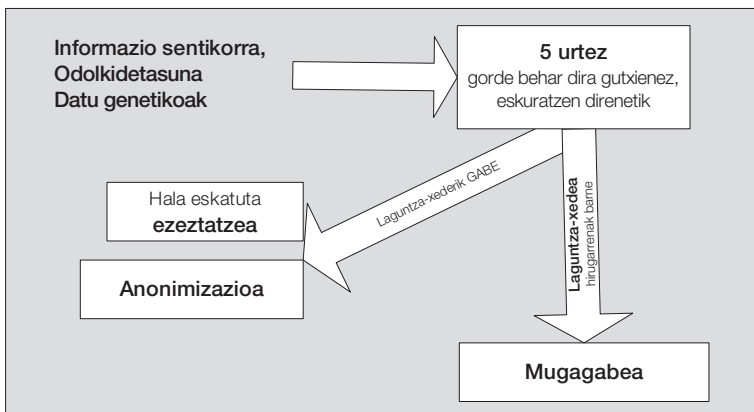 Informazio sentikorra,
Odolkidetasuna
Datu genetikoak
5 urtez
gorde behar dira gutxienez,
eskuratzen direnetik
Laguntza-xederik GABE
Laguntza-xedea
hirugarrenak barne
Hala eskatuta
ezeztatzea
Anonimizazioa
Mugagabea